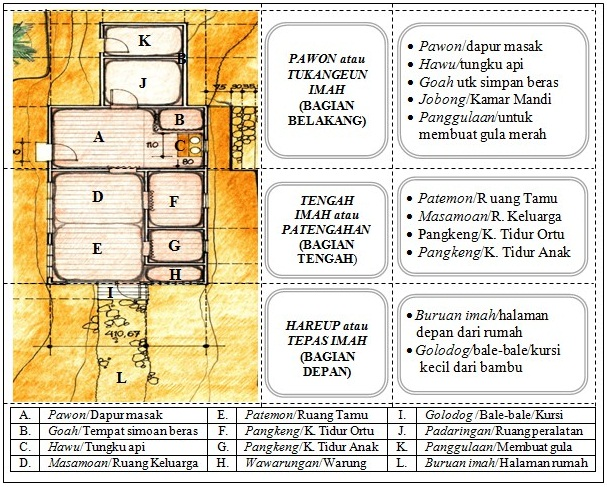 K
B
J
B
A
C
110
80
D
F
E
G
H
I
410,67
L
PAWON atau
TUKANGEUN
IMAH
(BAGIAN
BELAKANG)
• Pawon/dapur masak
• Hawu/tungku api
• Goah utk simpan beras
• Jobong/Kamar Mandi
• Panggulaan/untuk
membuat gula merah
TENGAH
IMAH atau
PATENGAHAN
(BAGIAN
TENGAH)
• Patemon/R uang Tamu
• Masamoan/R. Keluarga
• Pangkeng/K. Tidur Ortu
• Pangkeng/K. Tidur Anak
HAREUP atau
TEPAS IMAH
(BAGIAN
DEPAN)
• Buruan imah/halaman
depan dari rumah
• Golodog/bale-bale/kursi
kecil dari bambu
A. Pawon/Dapur masak E. Patemon/Ruang Tamu I. Golodog /Bale-bale/Kursi
B. Goah/Tempat simoan beras F. Pangkeng/K. Tidur Ortu J. Padaringan/Ruang peralatan
C. Hawu/Tungku api G. Pangkeng/K. Tidur Anak K. Panggulaan/Membuat gula
D. Masamoan/Ruang Keluarga H. Wawarungan/Warung L. Buruan imah/Halaman rumah